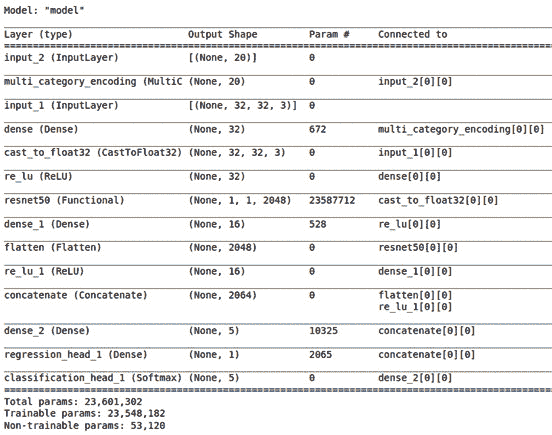 Model: "model"
Layer (type) Output Shape Param # Connected to
input_2 (InputLayer) [(None, 20)] 0
multi_category_encoding (MultiC (None, 20) 0 input_2[0][0]
input_1 (InputLayer) [(None, 32, 32, 3)] 0
dense (Dense) (None, 32) 672 multi_category_encoding[0][0]
cast_to_float32 (CastToFloat32) (None, 32, 32, 3) 0 input_1[0][0]
re_lu (ReLU) (None, 32) 0 dense[0][0]
resnet50 (Functional) (None, 1, 1, 2048) 23587712 cast_to_float32[0][0]
dense_1 (Dense) (None, 16) 528 re_lu[0][0]
flatten (Flatten) (None, 2048) 0 resnet50[0][0]
re_lu_1 (ReLU) (None, 16) 0 dense_1[0][0]
concatenate (Concatenate) (None, 2064) 0 flatten[0][0]
re_lu_1[0][0]
dense_2 (Dense) (None, 5) 10325 concatenate[0][0]
regression_head_1 (Dense) (None, 1) 2065 concatenate[0][0]
classification_head_1 (Softmax) (None, 5) 0 dense_2[0][0]
Total params: 23,601,302
Trainable params: 23,548,182
Non-trainable params: 53,120